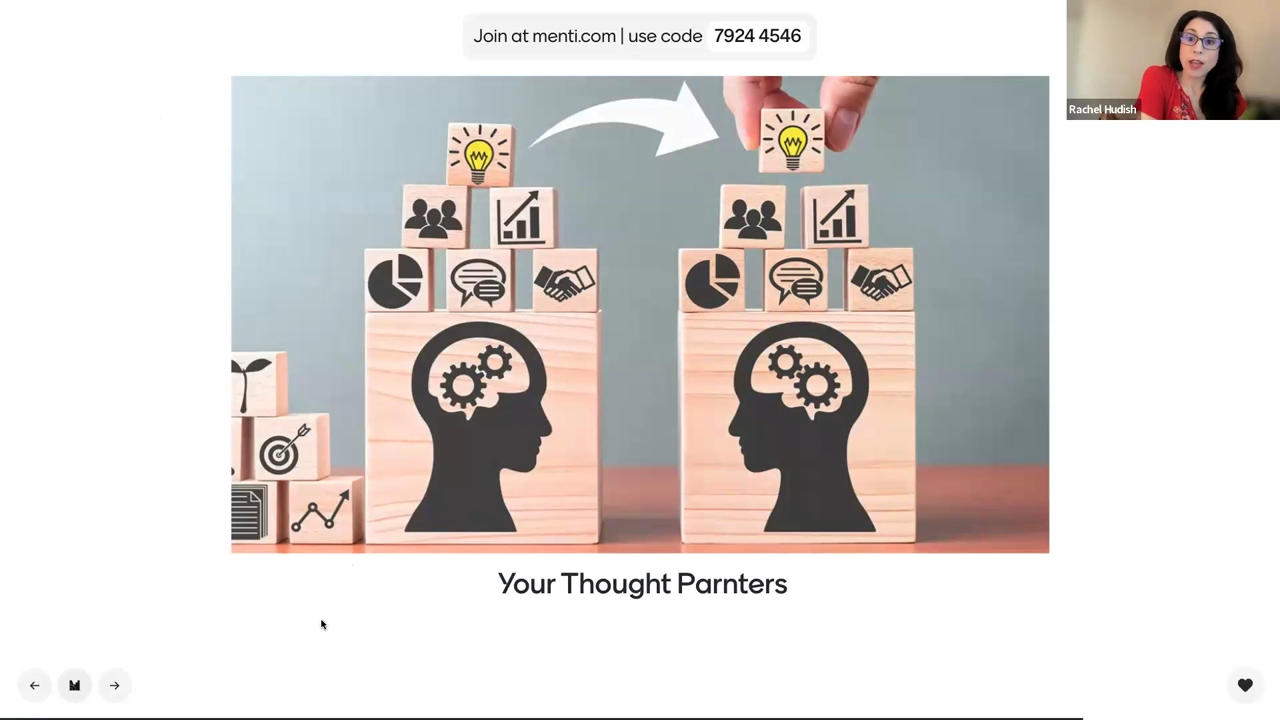 Join at menti.com | use code 7924 4546
Rachel Hudish
Your Thought Parnters